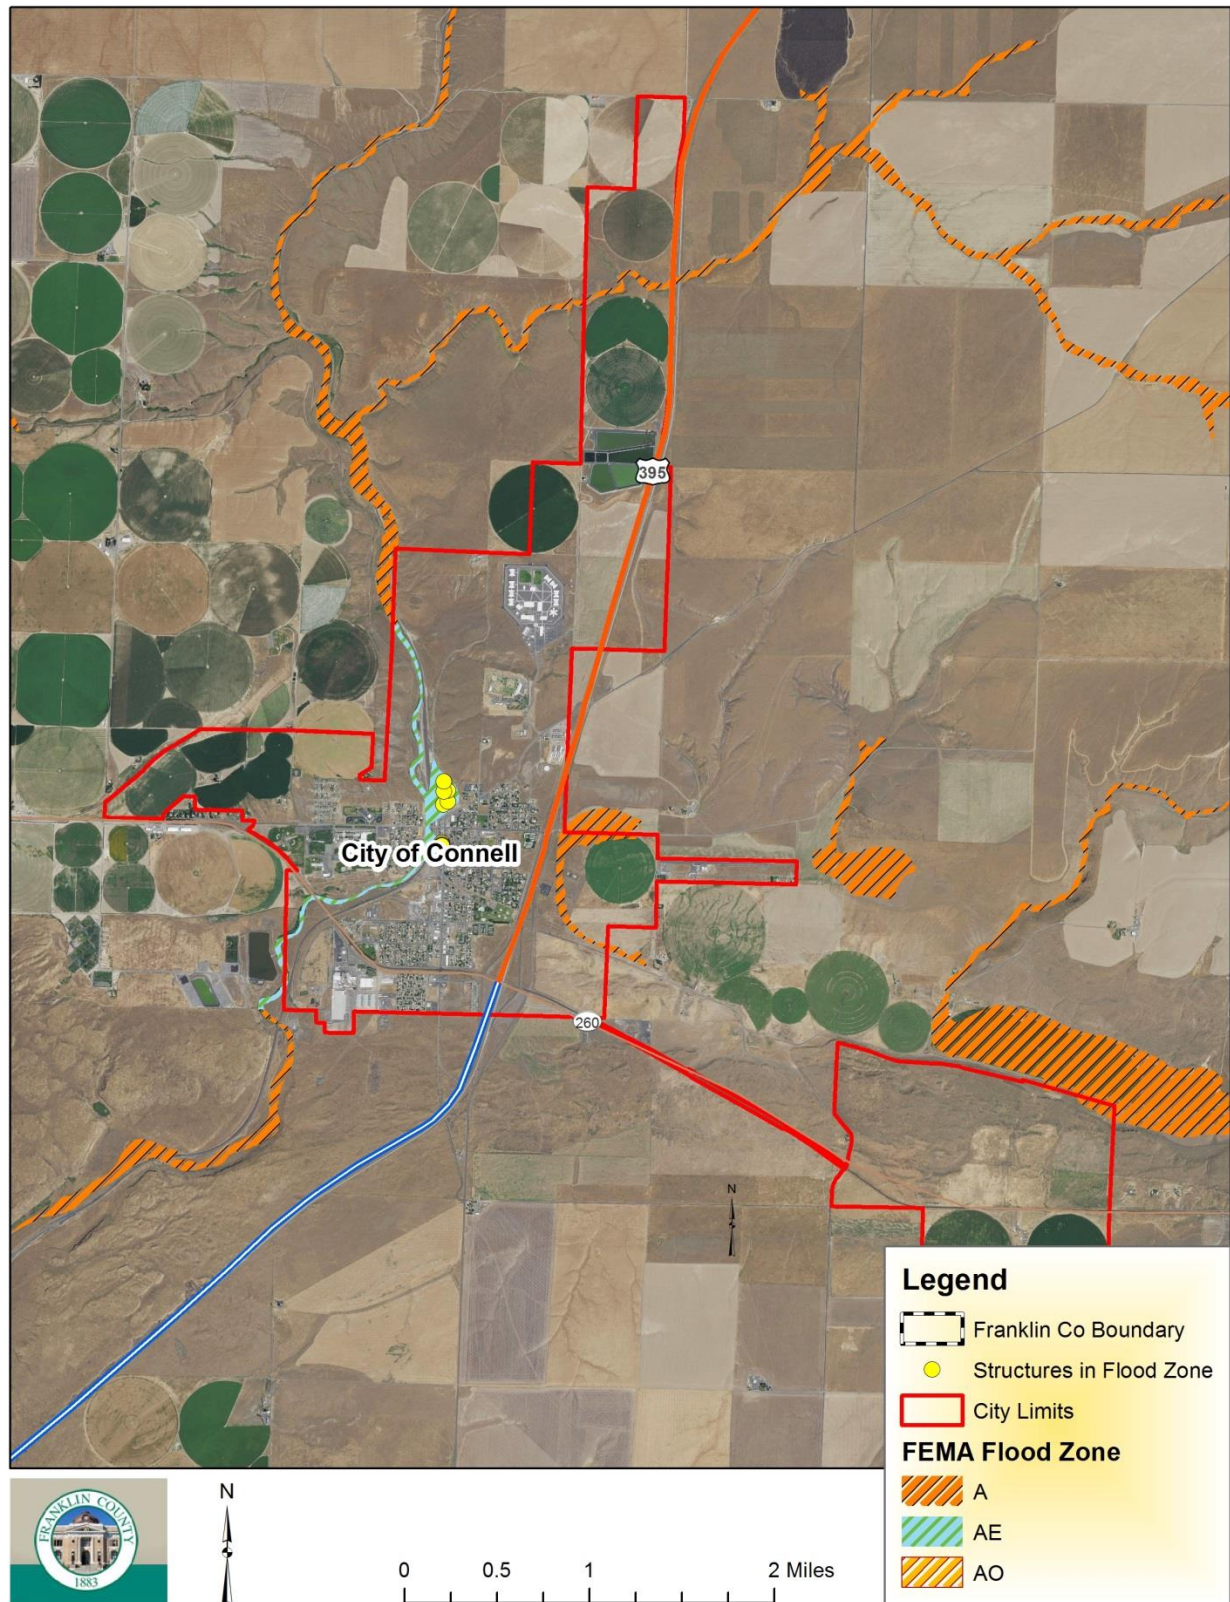 395
City of Connell
260
N
Legend
Franklin Co Boundary
Structures in Flood Zone
City Limits
FEMA Flood Zone
A
AE
AO
FRANKLIN COUNTY
1883
N
0 0.5 1 2 Miles